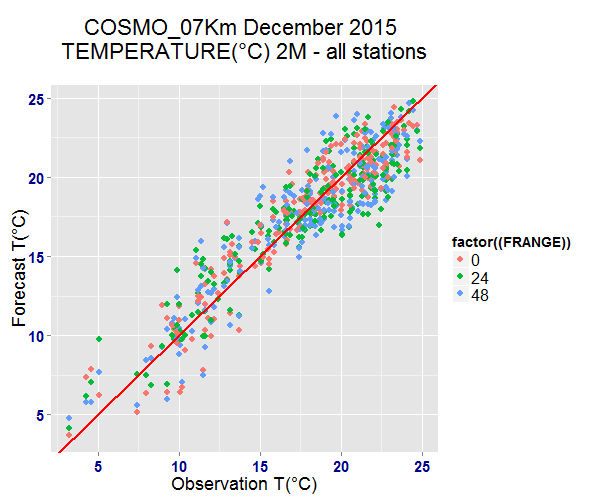 COSMO_07Km December 2015
TEMPERATURE(°C) 2M - all stations
25
20
15
10
5
Forecast T(°C)
5
10
15
20
25
Observation T(°C)
factor((FRANGE))
0
24
48